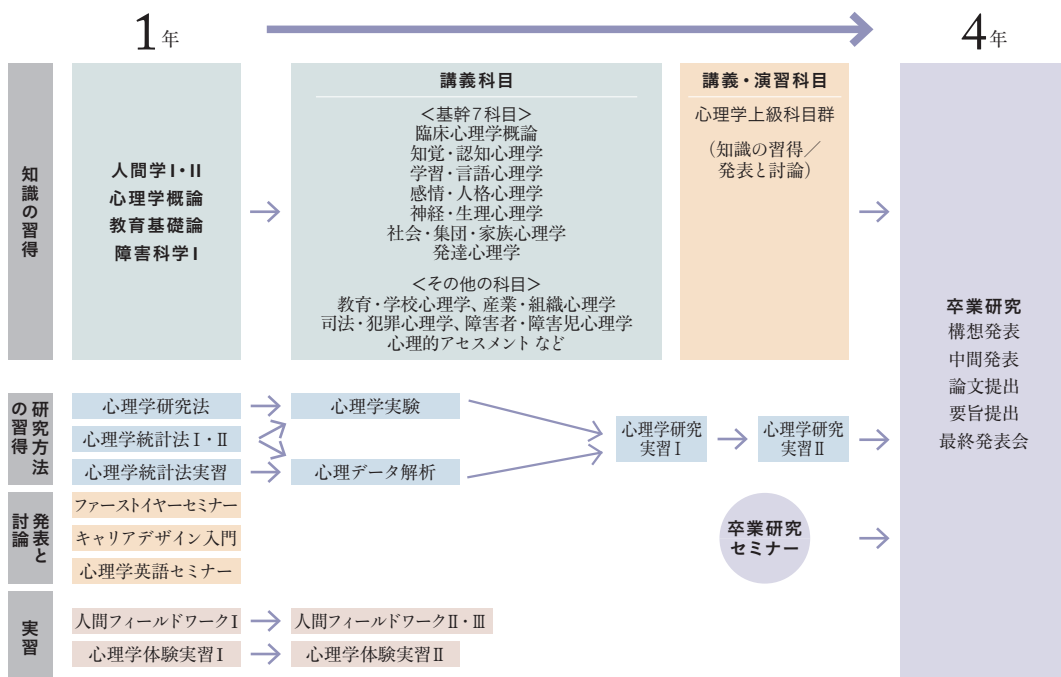 1年
4年
知識の習得
人間学I・II
心理学概論
教育基礎論
障害科学I
講義科目
＜基幹7科目＞
臨床心理学概論
知覚・認知心理学
学習・言語心理学
感情・人格心理学
神経・生理心理学
社会・集団・家族心理学
発達心理学
＜その他の科目＞
教育・学校心理学、産業・組織心理学
司法・犯罪心理学、障害者・障害児心理学
心理的アセスメント など
講義・演習科目
心理学上級科目群
（知識の習得／
発表と討論）
卒業研究
構想発表
中間発表
論文提出
要旨提出
最終発表会
研究方法
の習得
心理学研究法
心理学統計法Ⅰ・Ⅱ
心理学統計法実習
心理学実験
心理データ解析
心理学研究
実習Ⅰ
心理学研究
実習Ⅱ
発表と
討論
ファーストイヤーセミナー
キャリアデザイン入門
心理学英語セミナー
卒業研究
セミナー
実習
人間フィールドワークⅠ
人間フィールドワークⅡ・Ⅲ
心理学体験実習Ⅰ
心理学体験実習Ⅱ